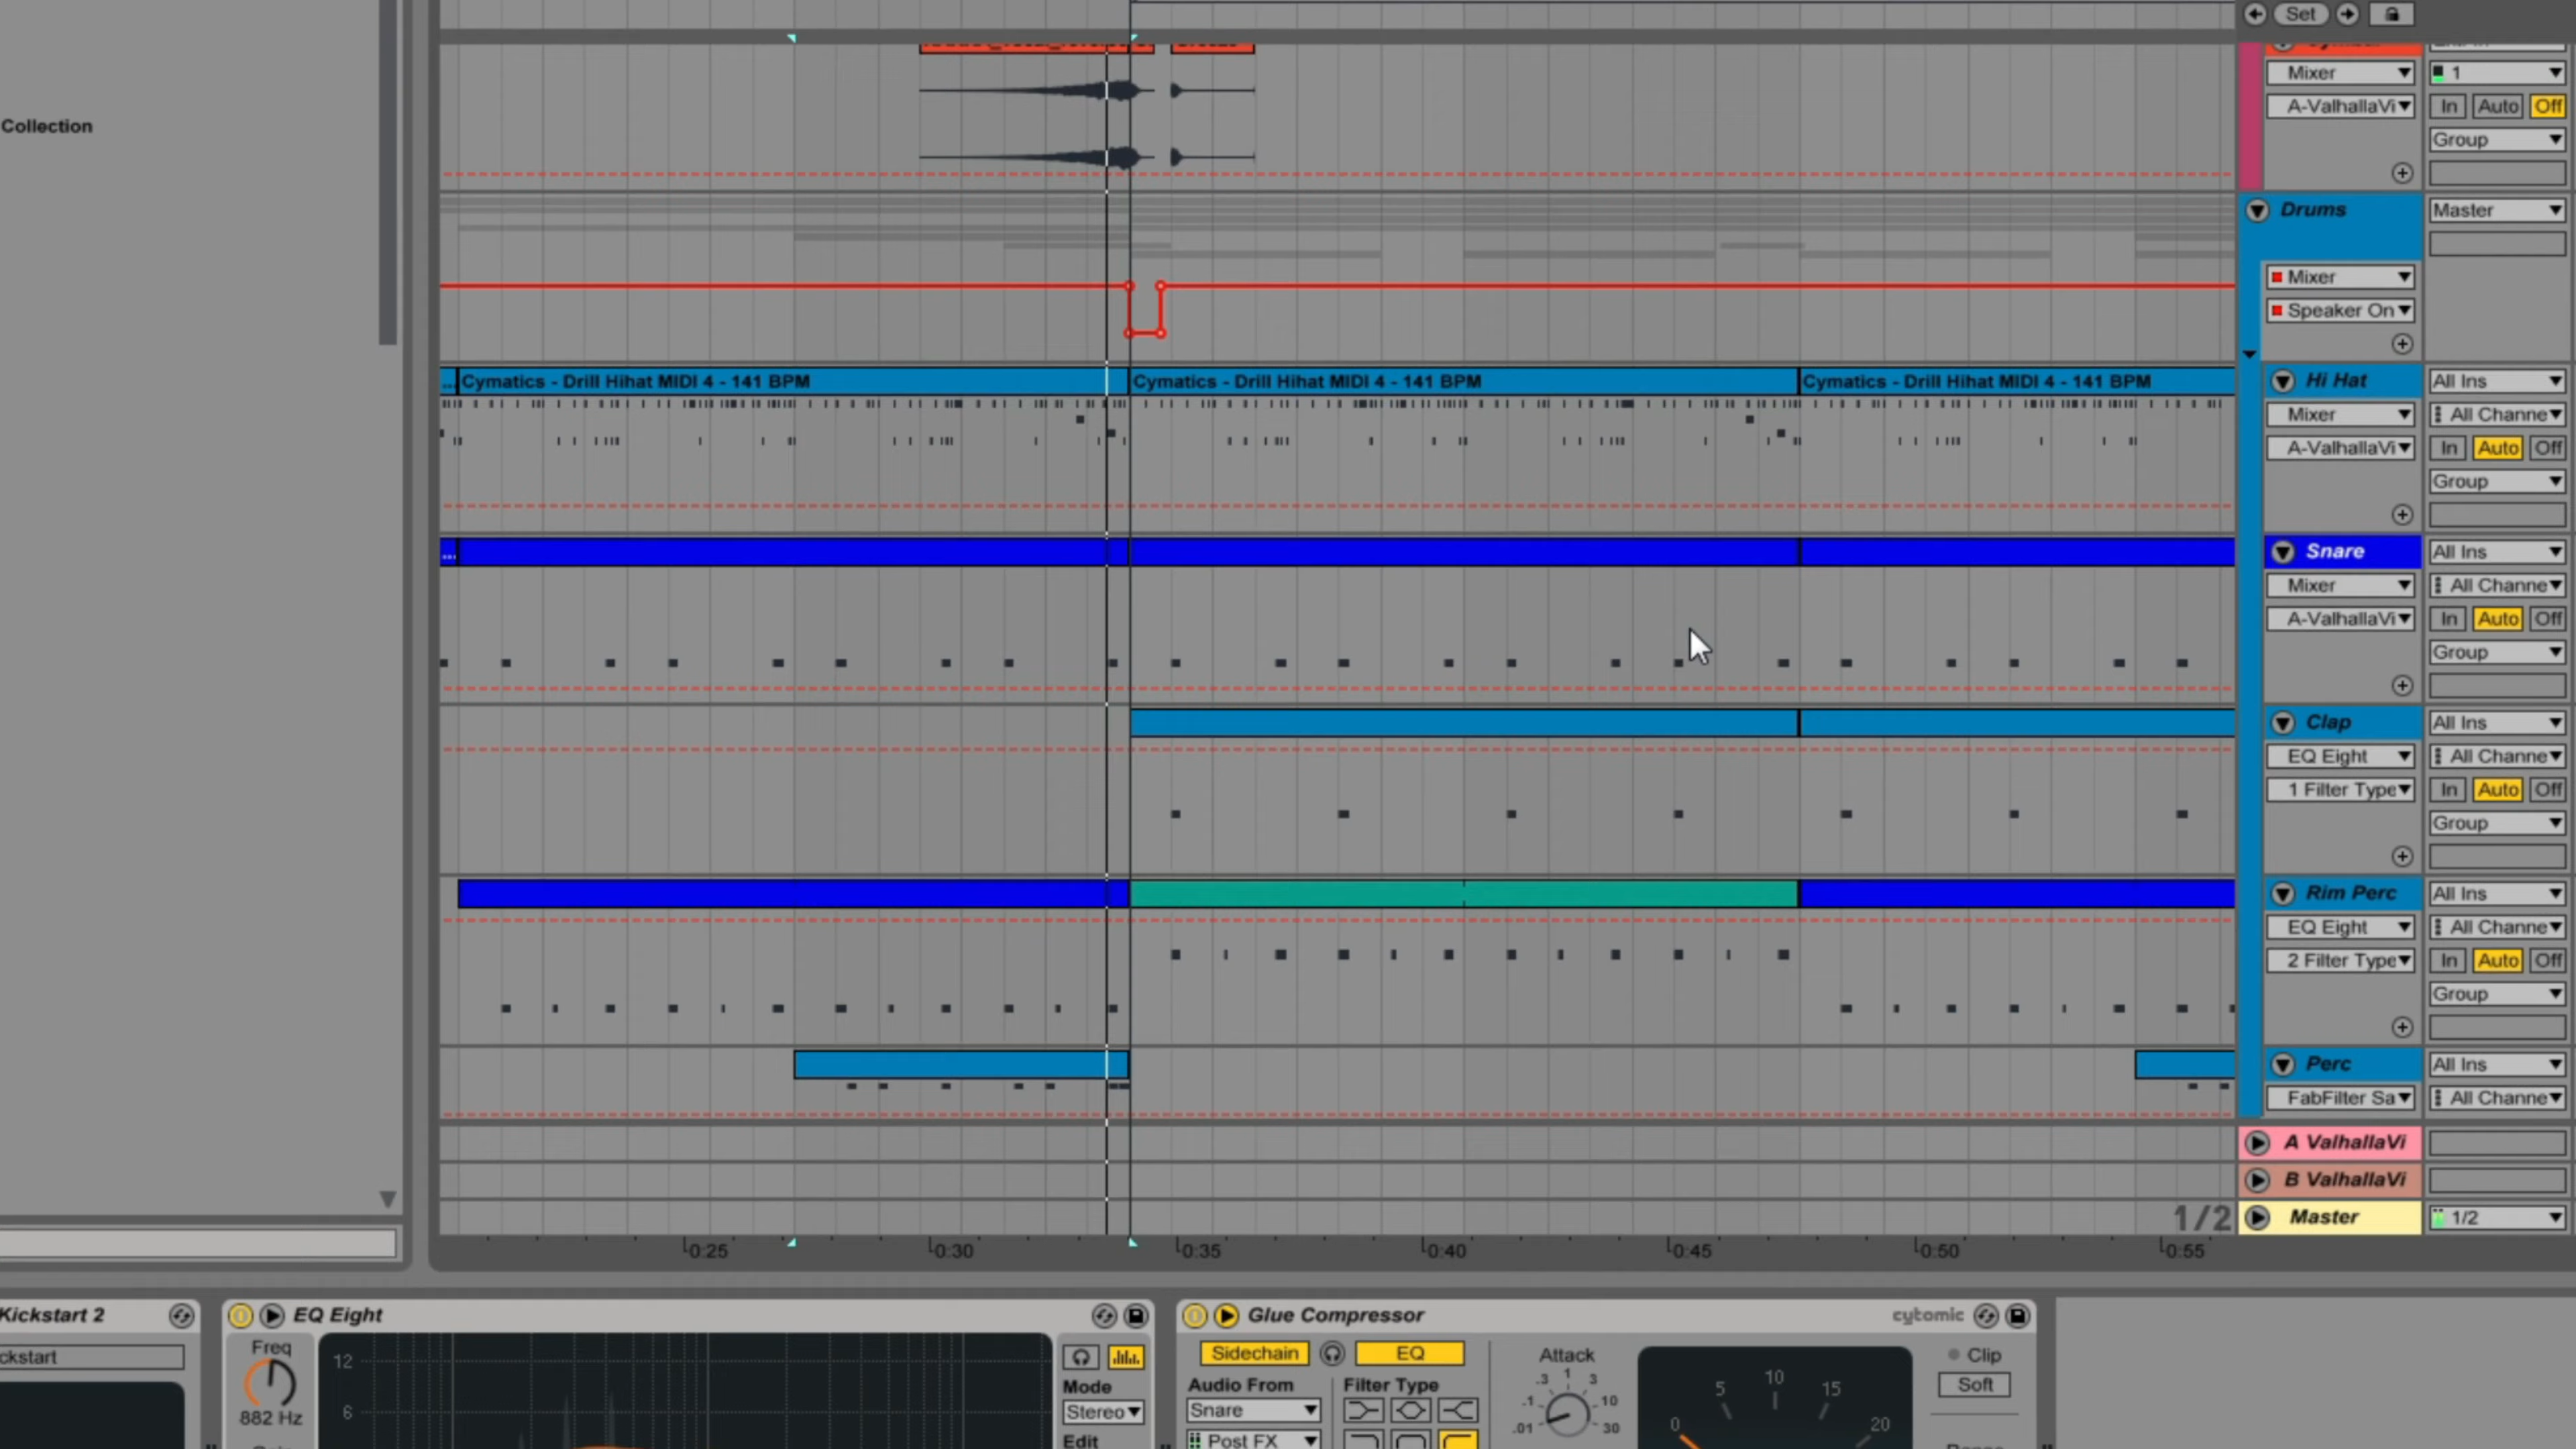 Set
Collection
Mixer
1
A-ValhallaVi
In Auto Off
Group
Drums
Master
Mixer
Speaker On
Cymatics - Drill Hihat MIDI 4 - 141 BPM
Cymatics - Drill Hihat MIDI 4 - 141 BPM
Cymatics - Drill Hihat MIDI 4 - 141 BPM
Hi Hat
All Ins
Mixer
All Channe
A-ValhallaVi
In Auto Off
Group
Snare
All Ins
Mixer
All Channe
A-ValhallaVi
In Auto Off
Group
Clap
All Ins
EQ Eight
All Channe
1 Filter Type
In Auto Off
Group
Rim Perc
All Ins
EQ Eight
All Channe
2 Filter Type
In Auto Off
Group
Perc
All Ins
FabFilter Sa
All Channe
A ValhallaVi
B ValhallaVi
1/2
Master
1/2
0:25 0:30 0:35 0:40 0:45 0:50 0:55
Kickstart 2
ckstart
EQ Eight
Freq
882 Hz
12
6
Mode
Stereo
Edit
Glue Compressor
cytomic
Sidechain
EQ
Audio From
Filter Type
Snare
Post FX
Attack
.01 .1 .3 1 3 10 30
0 5 10 15 20
Clip
Soft